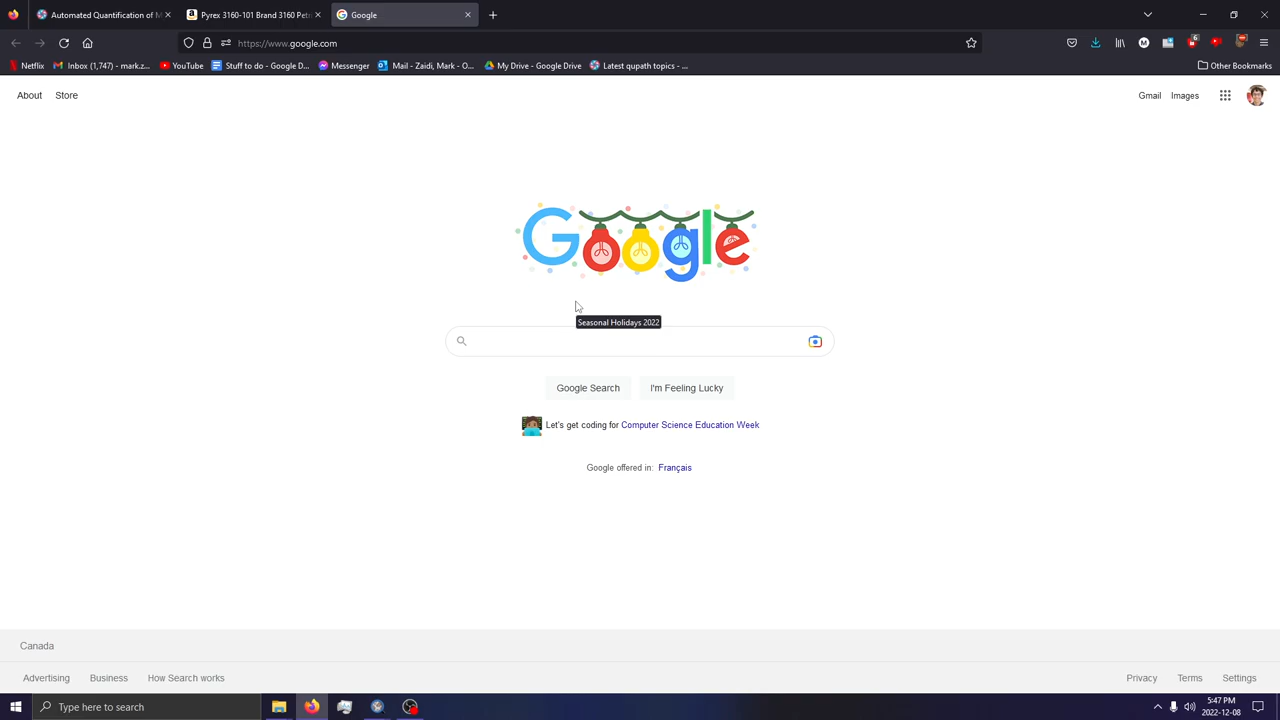 Automated Quantification of M
Pyrex 3160-101 Brand 3160 Petri
Google
https://www.google.com
6
Netflix
Inbox (1,747) - mark.z...
YouTube
Stuff to do - Google D...
Messenger
Mail - Zaidi, Mark - O...
My Drive - Google Drive
Latest qupath topics - ...
Other Bookmarks
About
Store
Gmail
Images
Google
Seasonal Holidays 2022
Google Search
I'm Feeling Lucky
Let's get coding for Computer Science Education Week
Google offered in: Français
Canada
Advertising
Business
How Search works
Privacy
Terms
Settings
Type here to search
5:47 PM
2022-12-08